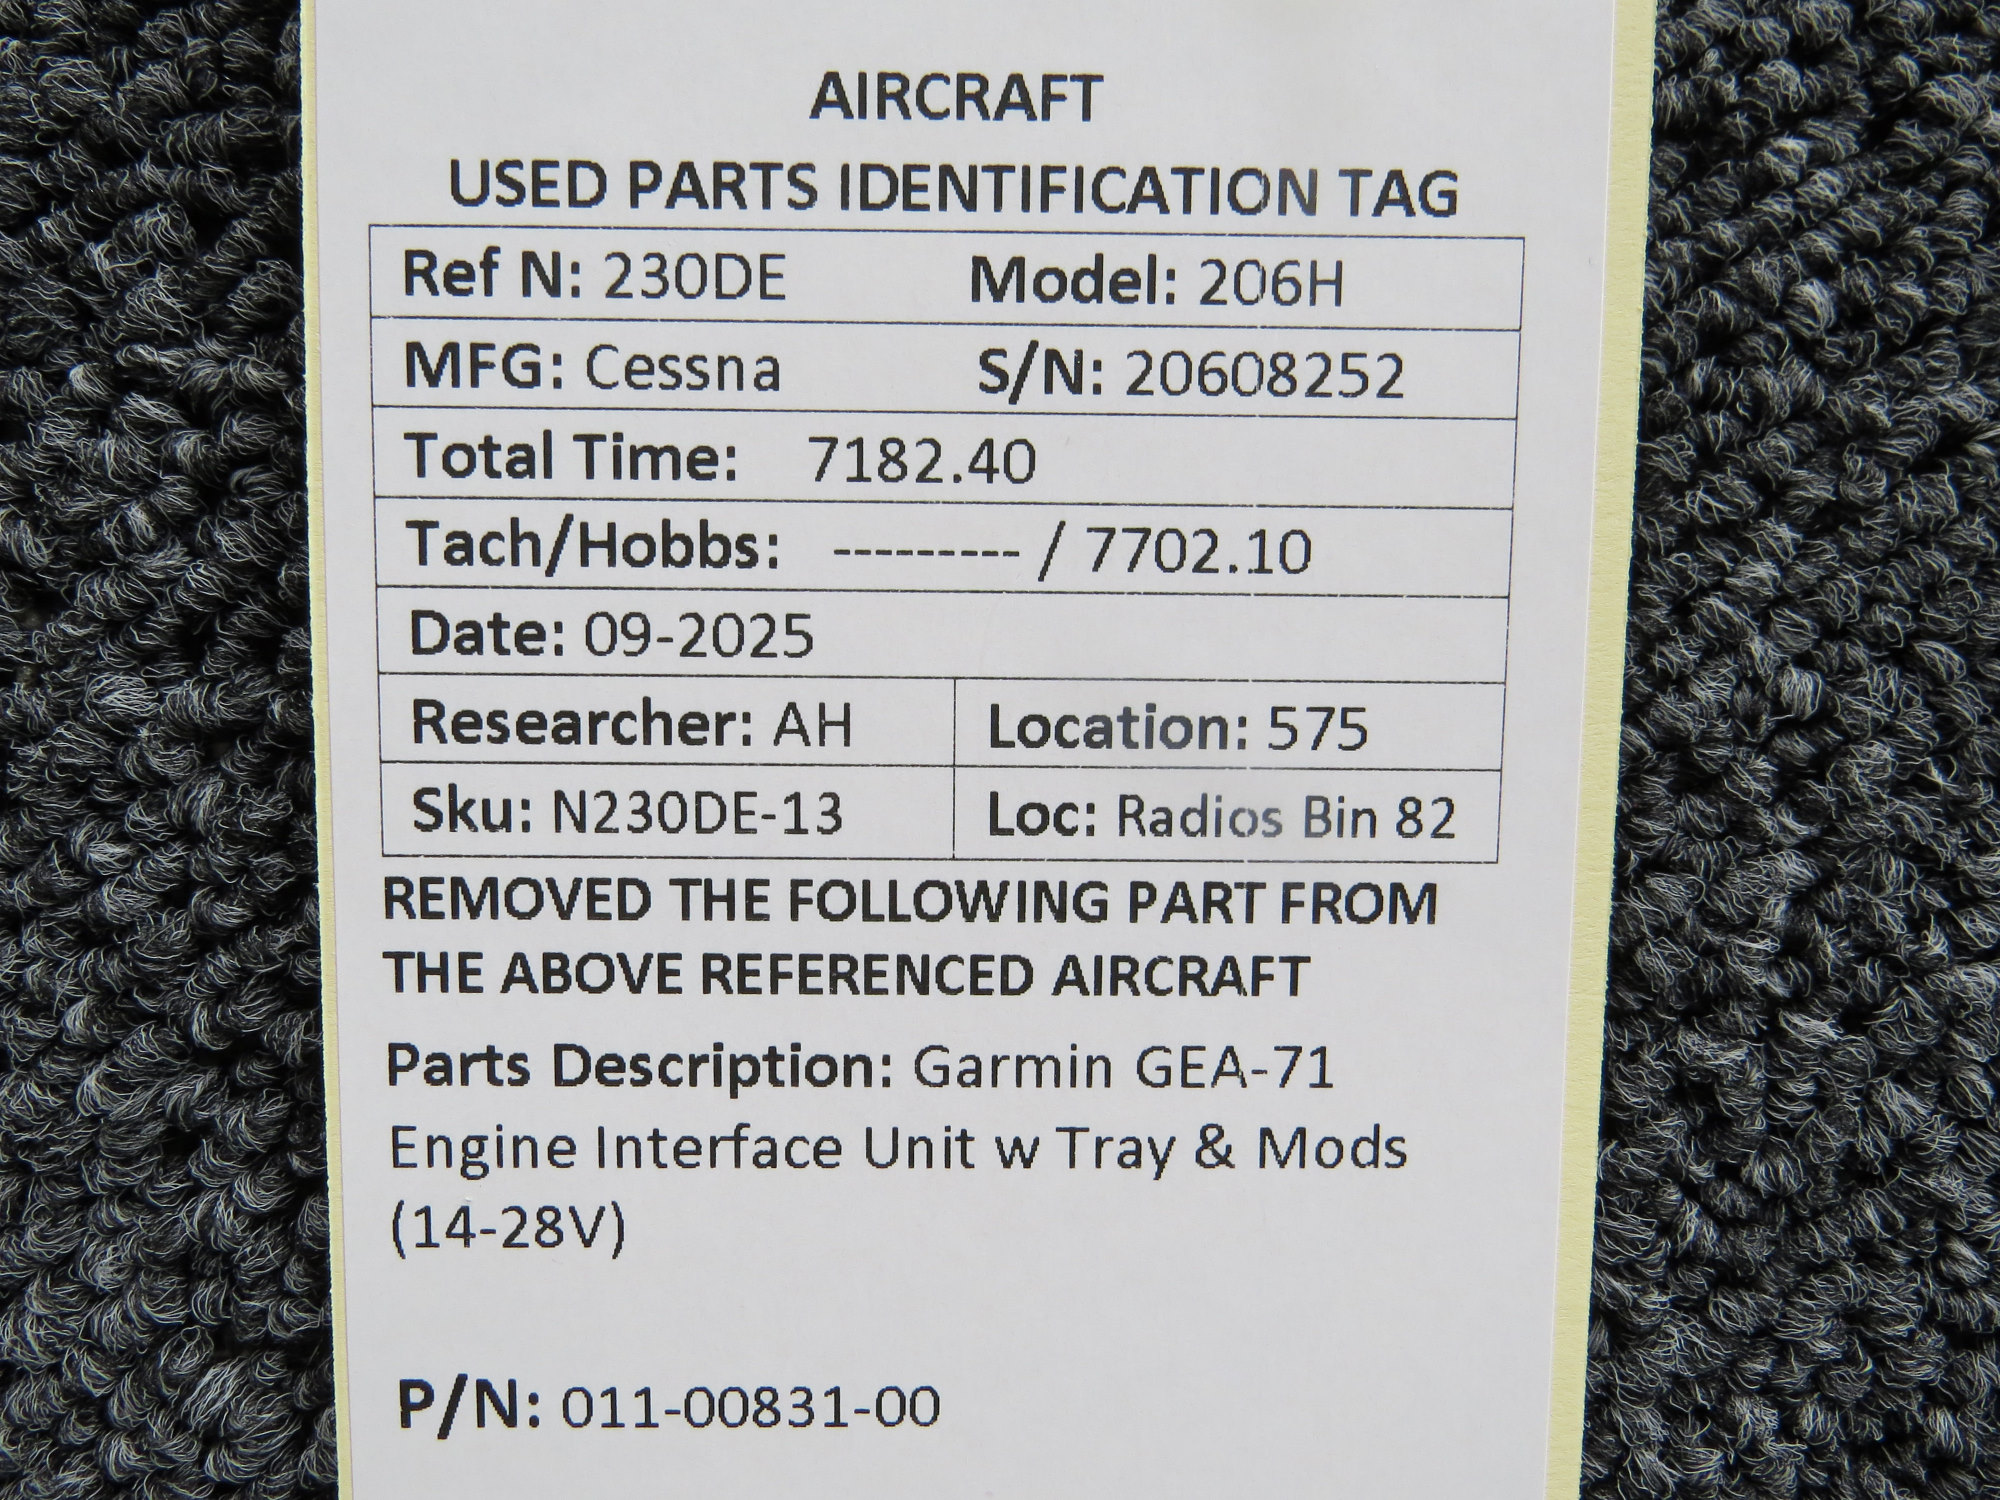 AIRCRAFT
USED PARTS IDENTIFICATION TAG
Ref N: 230DE Model: 206H
MFG: Cessna S/N: 20608252
Total Time: 7182.40
Tach/Hobbs: --------- / 7702.10
Date: 09-2025
Researcher: AH Location: 575
Sku: N230DE-13 Loc: Radios Bin 82
REMOVED THE FOLLOWING PART FROM
THE ABOVE REFERENCED AIRCRAFT
Parts Description: Garmin GEA-71
Engine Interface Unit w Tray & Mods
(14-28V)
P/N: 011-00831-00